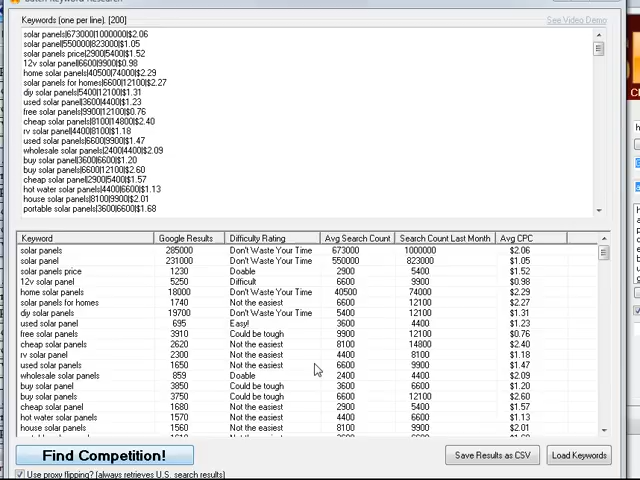 Batch Keyword Research
Keywords (one per line). [200]
See Video Demo
solar panels|673000|1000000|$2.06
solar panel|550000|823000|$1.05
solar panels price|2900|5400|$1.52
12v solar panel|6600|9900|$0.98
home solar panels|40500|74000|$2.29
solar panels for homes|6600|12100|$2.27
diy solar panels|5400|12100|$1.31
used solar panel|3600|4400|$1.23
free solar panels|9900|12100|$0.76
cheap solar panels|8100|14800|$2.40
rv solar panel|4400|8100|$1.18
used solar panels|6600|9900|$1.47
wholesale solar panels|2400|4400|$2.09
buy solar panel|3600|6600|$1.20
buy solar panels|6600|12100|$2.60
cheap solar panel|2900|5400|$1.57
hot water solar panels|4400|6600|$1.13
house solar panels|8100|9900|$2.01
portable solar panels|3600|6600|$1.68
Keyword Google Results Difficulty Rating Avg Search Count Search Count Last Month Avg CPC
solar panels 285000 Don't Waste Your Time 673000 1000000 $2.06
solar panel 231000 Don't Waste Your Time 550000 823000 $1.05
solar panels price 1230 Doable 2900 5400 $1.52
12v solar panel 5250 Difficult 6600 9900 $0.98
home solar panels 18000 Don't Waste Your Time 40500 74000 $2.29
solar panels for homes 1740 Not the easiest 6600 12100 $2.27
diy solar panels 19700 Don't Waste Your Time 5400 12100 $1.31
used solar panel 695 Easy! 3600 4400 $1.23
free solar panels 3910 Could be tough 9900 12100 $0.76
cheap solar panels 2620 Not the easiest 8100 14800 $2.40
rv solar panel 2300 Not the easiest 4400 8100 $1.18
used solar panels 1650 Not the easiest 6600 9900 $1.47
wholesale solar panels 859 Doable 2400 4400 $2.09
buy solar panel 3850 Could be tough 3600 6600 $1.20
buy solar panels 3750 Could be tough 6600 12100 $2.60
cheap solar panel 1680 Not the easiest 2900 5400 $1.57
hot water solar panels 1570 Not the easiest 4400 6600 $1.13
house solar panels 1560 Not the easiest 8100 9900 $2.01
Find Competition!
Save Results as CSV
Load Keywords
Use proxy flipping? (always retrieves U.S. search results)